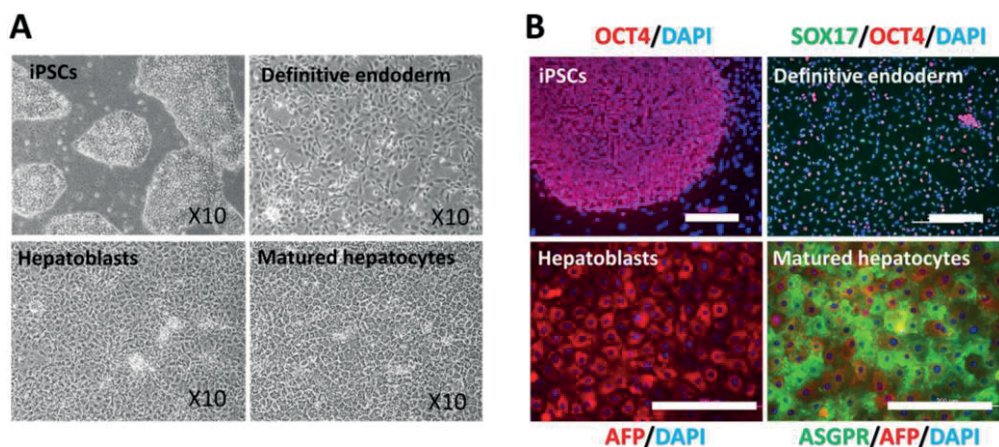 A
iPSCs
X10
Definitive endoderm
X10
Hepatoblasts
X10
Matured hepatocytes
X10
B
OCT4/DAPI
iPSCs
SOX17/OCT4/DAPI
Definitive endoderm
Hepatoblasts
AFP/DAPI
Matured hepatocytes
ASGPR/AFP/DAPI